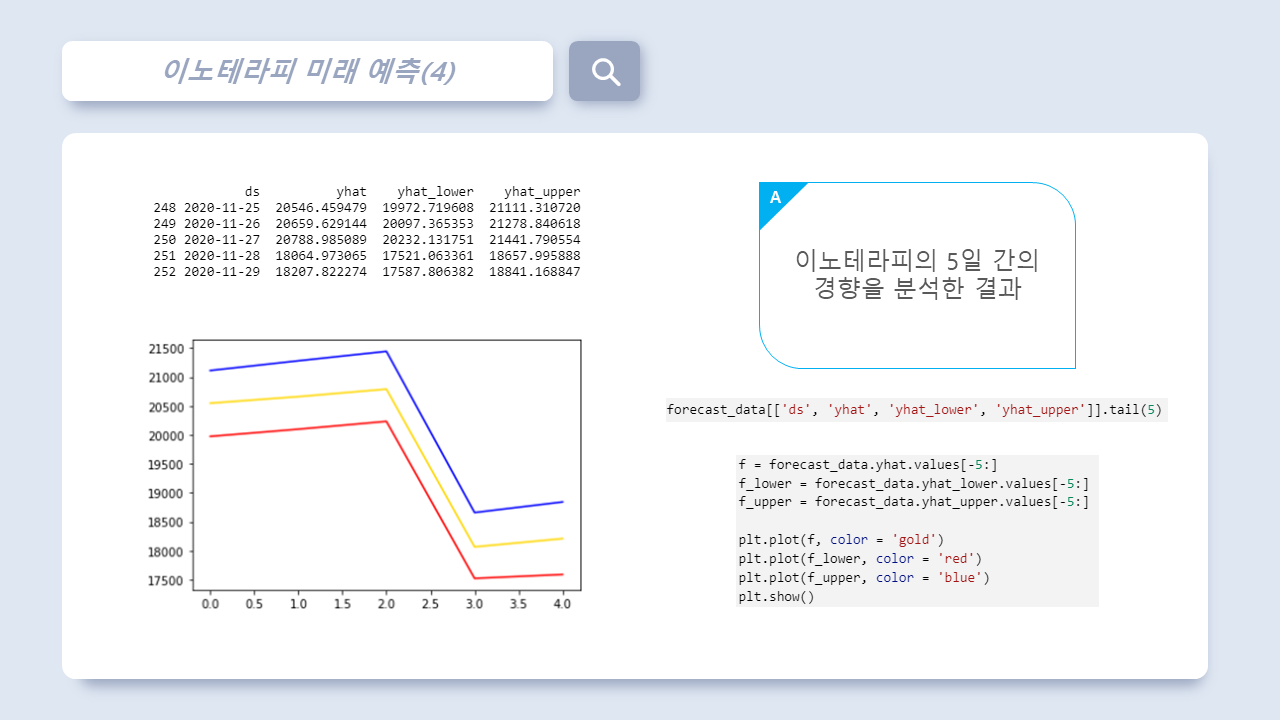 이노테라피 미래 예측(4)
ds yhat yhat_lower yhat_upper
248 2020-11-25 20546.459479 19972.719608 21111.310720
249 2020-11-26 20659.629144 20097.365353 21278.840618
250 2020-11-27 20788.985089 20232.131751 21441.790554
251 2020-11-28 18064.973065 17521.063361 18657.995888
252 2020-11-29 18207.822274 17587.806382 18841.168847
21500
21000
20500
20000
19500
19000
18500
18000
17500
0.0 0.5 1.0 1.5 2.0 2.5 3.0 3.5 4.0
A
이노테라피의 5일 간의
경향을 분석한 결과
forecast_data[['ds', 'yhat', 'yhat_lower', 'yhat_upper']].tail(5)
f = forecast_data.yhat.values[-5:]
f_lower = forecast_data.yhat_lower.values[-5:]
f_upper = forecast_data.yhat_upper.values[-5:]
plt.plot(f, color = 'gold')
plt.plot(f_lower, color = 'red')
plt.plot(f_upper, color = 'blue')
plt.show()